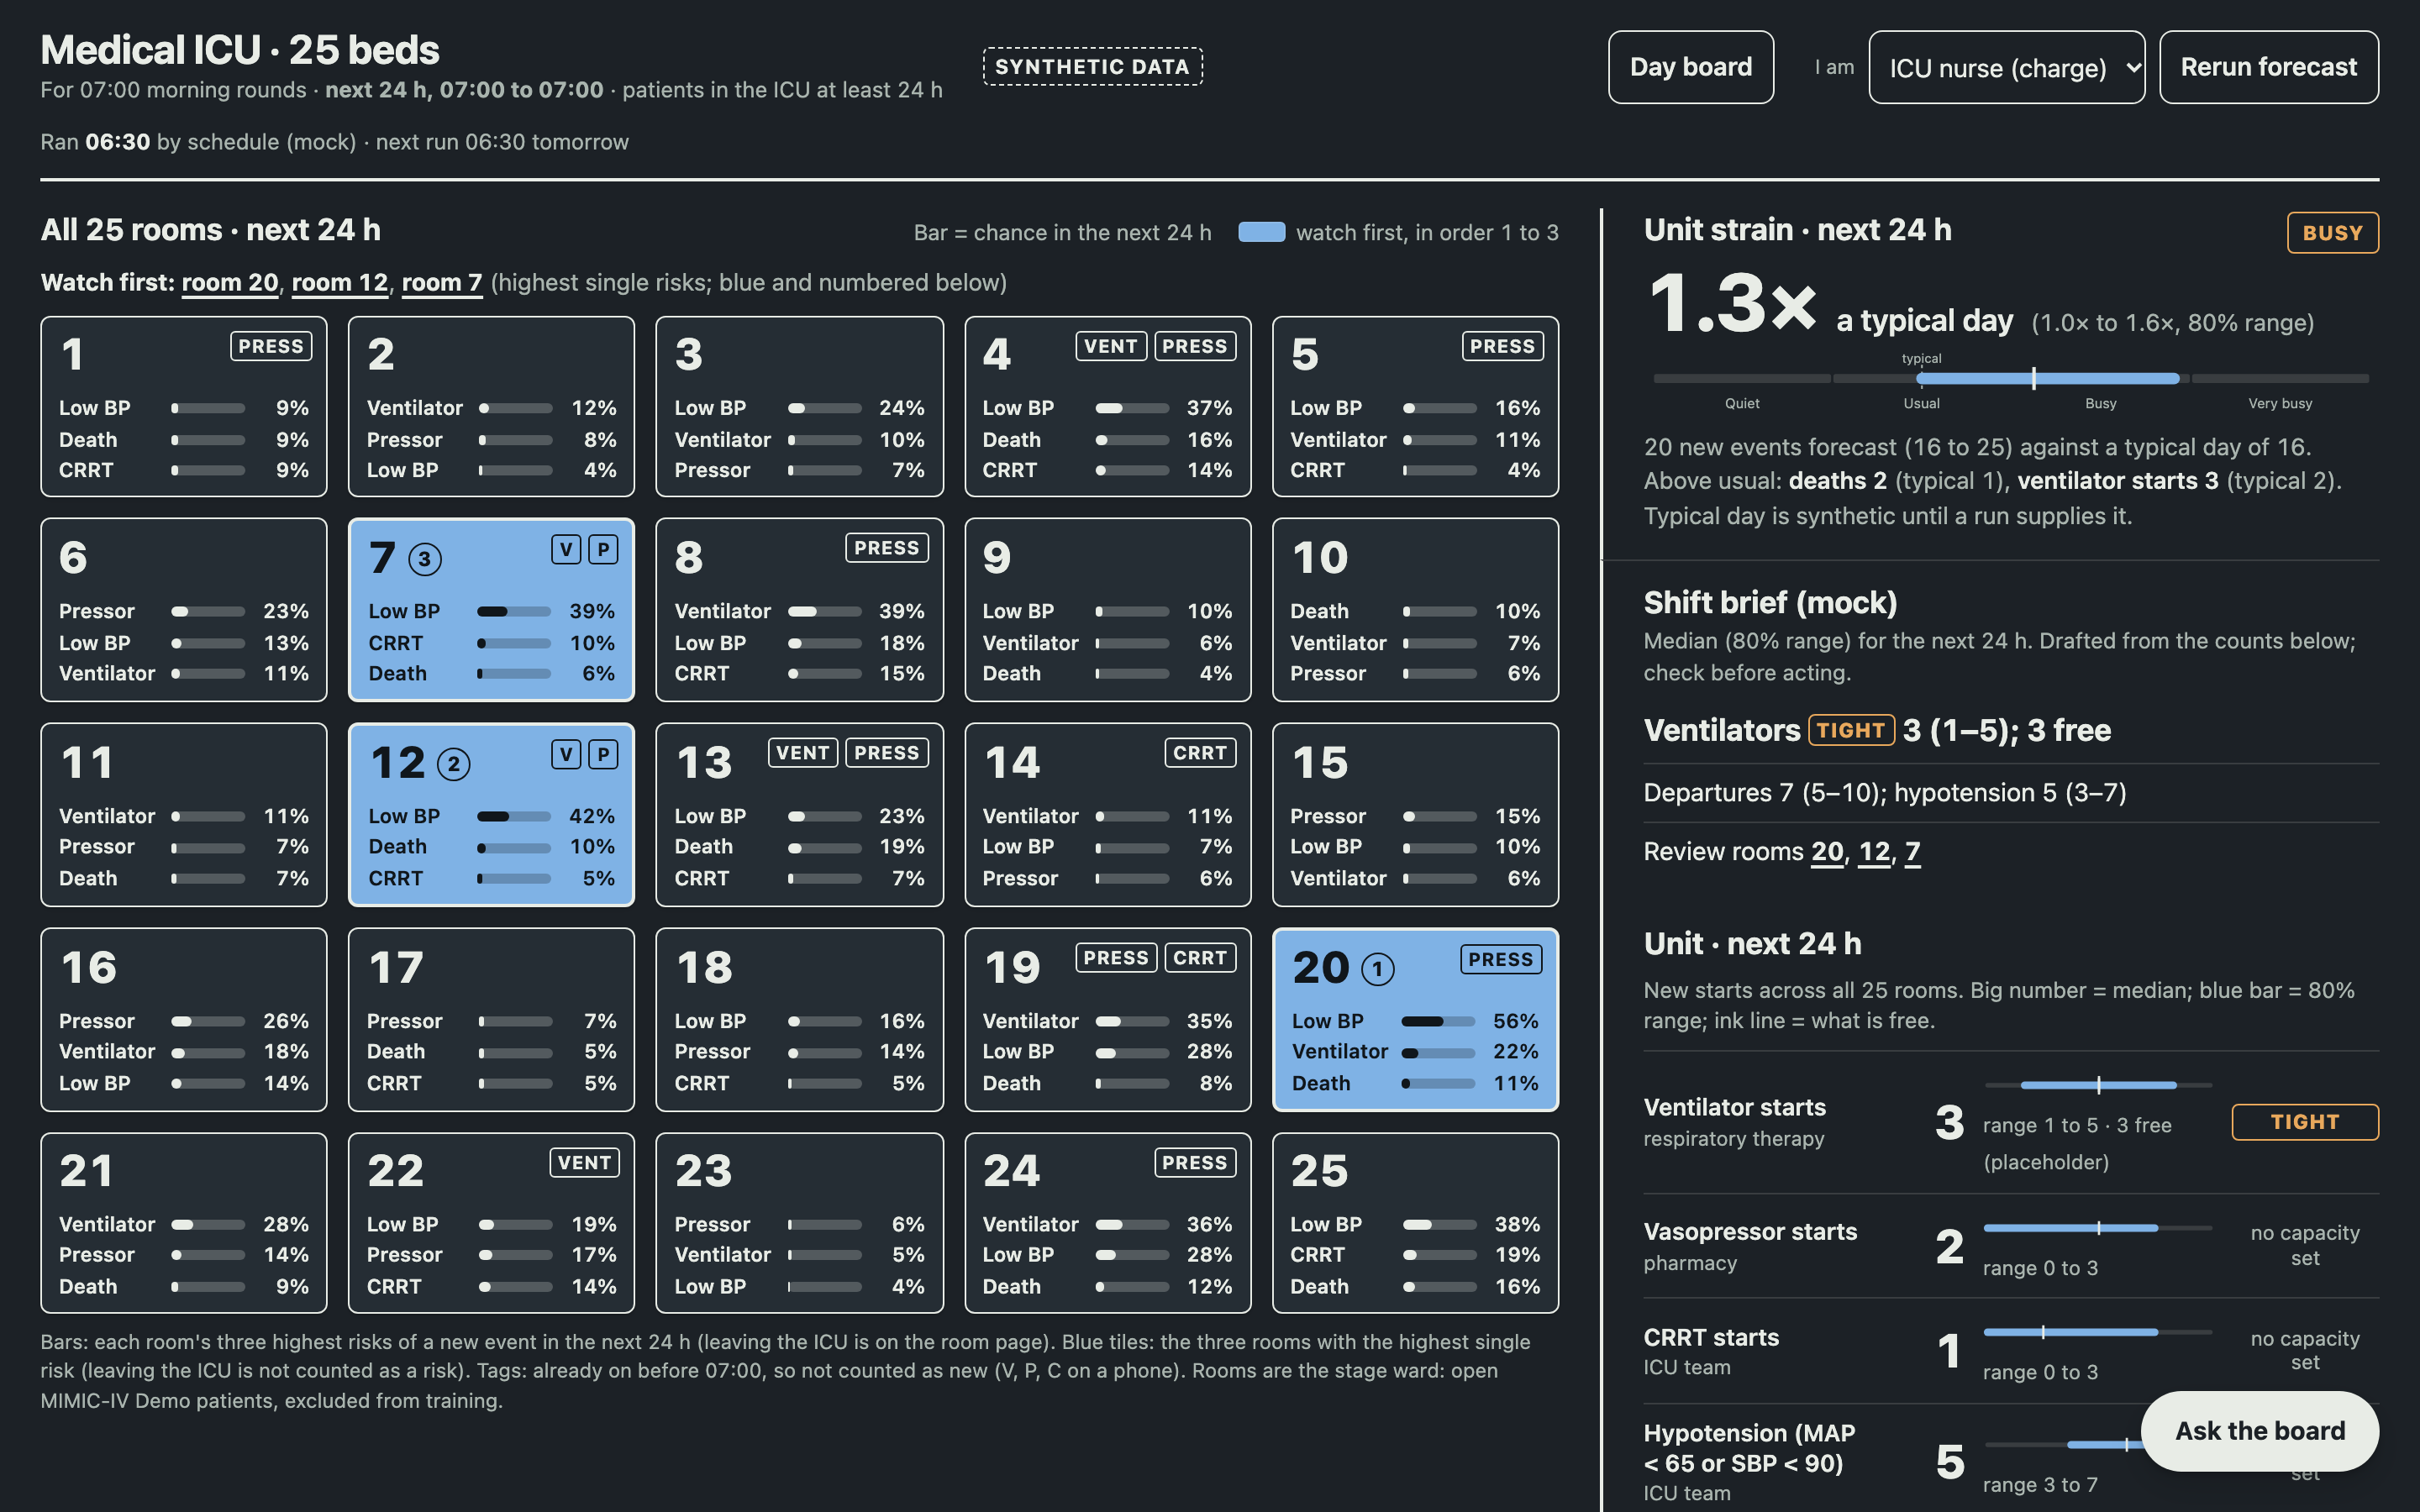 Medical ICU · 25 beds
For 07:00 morning rounds · next 24 h, 07:00 to 07:00 · patients in the ICU at least 24 h
SYNTHETIC DATA
Day board
I am
ICU nurse (charge)
Rerun forecast
Ran 06:30 by schedule (mock) · next run 06:30 tomorrow
All 25 rooms · next 24 h
Bar = chance in the next 24 h
watch first, in order 1 to 3
Watch first: room 20, room 12, room 7 (highest single risks; blue and numbered below)
1 PRESS
Low BP 9%
Death 9%
CRRT 9%
2
Ventilator 12%
Pressor 8%
Low BP 4%
3
Low BP 24%
Ventilator 10%
Pressor 7%
4 VENT PRESS
Low BP 37%
Death 16%
CRRT 14%
5 PRESS
Low BP 16%
Ventilator 11%
CRRT 4%
6
Pressor 23%
Low BP 13%
Ventilator 11%
7 3 V P
Low BP 39%
CRRT 10%
Death 6%
8 PRESS
Ventilator 39%
Low BP 18%
CRRT 15%
9
Low BP 10%
Ventilator 6%
Death 4%
10
Death 10%
Ventilator 7%
Pressor 6%
11
Ventilator 11%
Pressor 7%
Death 7%
12 2 V P
Low BP 42%
Death 10%
CRRT 5%
13 VENT PRESS
Low BP 23%
Death 19%
CRRT 7%
14 CRRT
Ventilator 11%
Low BP 7%
Pressor 6%
15
Pressor 15%
Low BP 10%
Ventilator 6%
16
Pressor 26%
Ventilator 18%
Low BP 14%
17
Pressor 7%
Death 5%
CRRT 5%
18
Low BP 16%
Pressor 14%
CRRT 5%
19 PRESS CRRT
Ventilator 35%
Low BP 28%
Death 8%
20 1 PRESS
Low BP 56%
Ventilator 22%
Death 11%
21
Ventilator 28%
Pressor 14%
Death 9%
22 VENT
Low BP 19%
Pressor 17%
CRRT 14%
23
Pressor 6%
Ventilator 5%
Low BP 4%
24 PRESS
Ventilator 36%
Low BP 28%
Death 12%
25
Low BP 38%
CRRT 19%
Death 16%
Bars: each room's three highest risks of a new event in the next 24 h (leaving the ICU is on the room page). Blue tiles: the three rooms with the highest single
risk (leaving the ICU is not counted as a risk). Tags: already on before 07:00, so not counted as new (V, P, C on a phone). Rooms are the stage ward: open
MIMIC-IV Demo patients, excluded from training.
Unit strain · next 24 h
BUSY
1.3× a typical day (1.0× to 1.6×, 80% range)
typical
Quiet Usual Busy Very busy
20 new events forecast (16 to 25) against a typical day of 16.
Above usual: deaths 2 (typical 1), ventilator starts 3 (typical 2).
Typical day is synthetic until a run supplies it.
Shift brief (mock)
Median (80% range) for the next 24 h. Drafted from the counts below;
check before acting.
Ventilators TIGHT 3 (1–5); 3 free
Departures 7 (5–10); hypotension 5 (3–7)
Review rooms 20, 12, 7
Unit · next 24 h
New starts across all 25 rooms. Big number = median; blue bar = 80%
range; ink line = what is free.
Ventilator starts
respiratory therapy
3
range 1 to 5 · 3 free
(placeholder)
TIGHT
Vasopressor starts
pharmacy
2
range 0 to 3
no capacity
set
CRRT starts
ICU team
1
range 0 to 3
no capacity
set
Hypotension (MAP
< 65 or SBP < 90)
ICU team
5
range 3 to 7
set
Ask the board